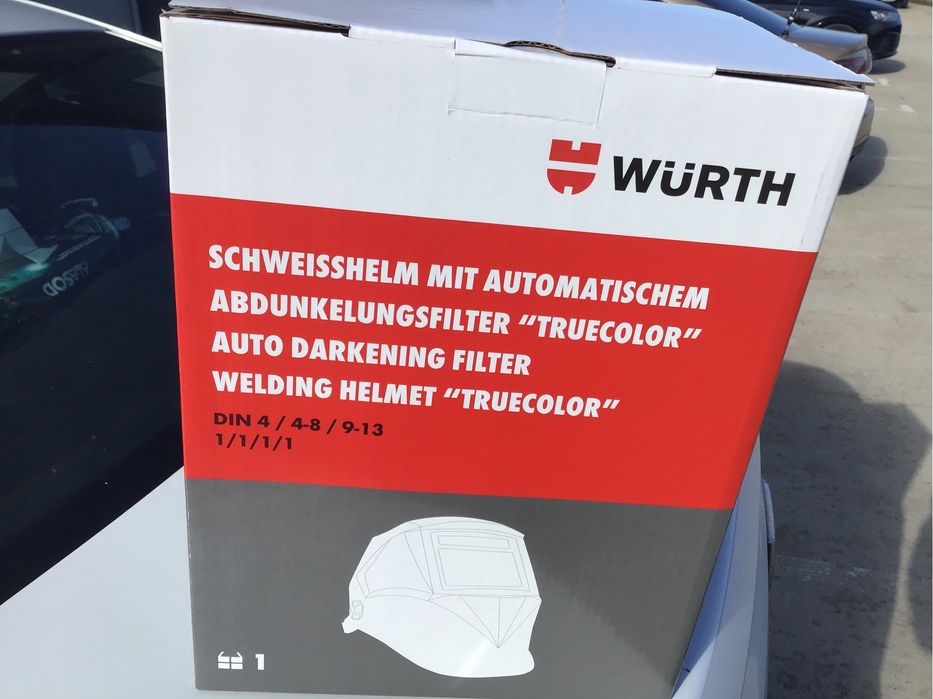 WÜRTH
SCHWEISSHELM MIT AUTOMATISCHEM
ABDUNKELUNGSFILTER “TRUECOLOR”
AUTO DARKENING FILTER
WELDING HELMET “TRUECOLOR”
DIN 4 / 4-8 / 9-13
1/1/1/1
1